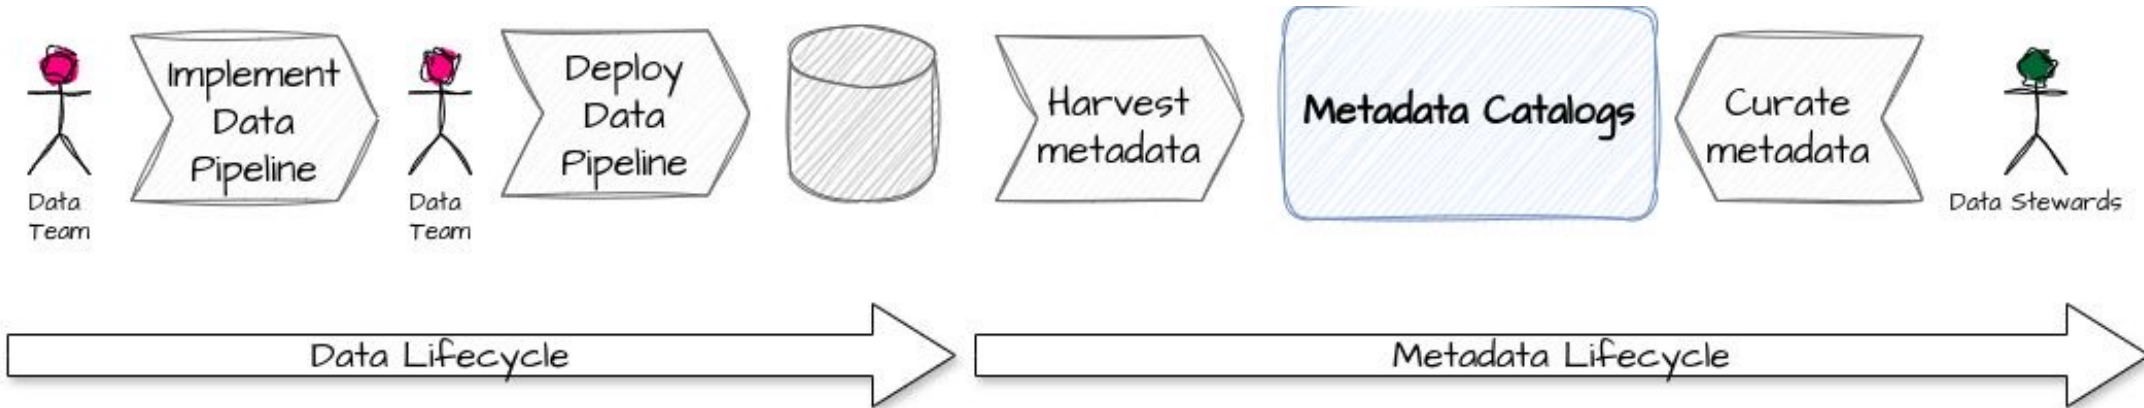 Implement
Data
Pipeline
Deploy
Data
Pipeline
Harvest
metadata
Metadata Catalogs
Curate
metadata
Data
Team
Data
Team
Data Stewards
Data Lifecycle
Metadata Lifecycle